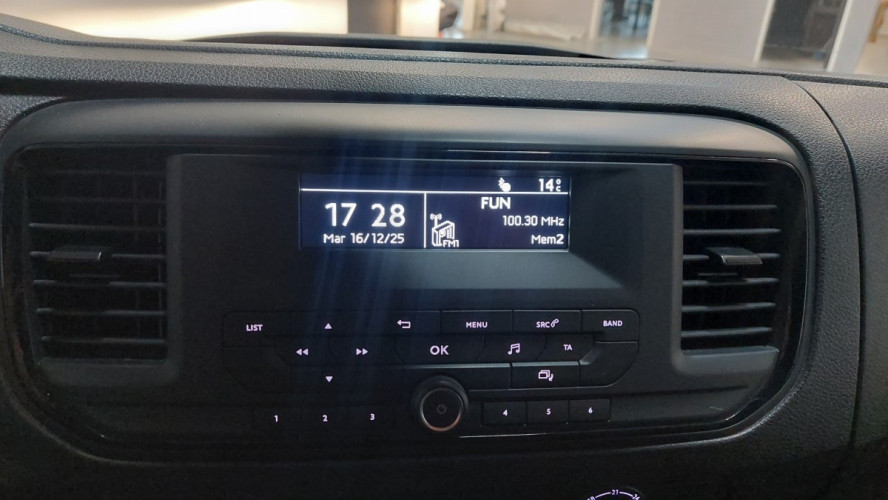 14°C
17 28
Mar 16/12/25
FUN
100.30 MHz
FM1
Mem2
LIST
MENU
SRC
BAND
OK
TA
1
2
3
4
5
6
21